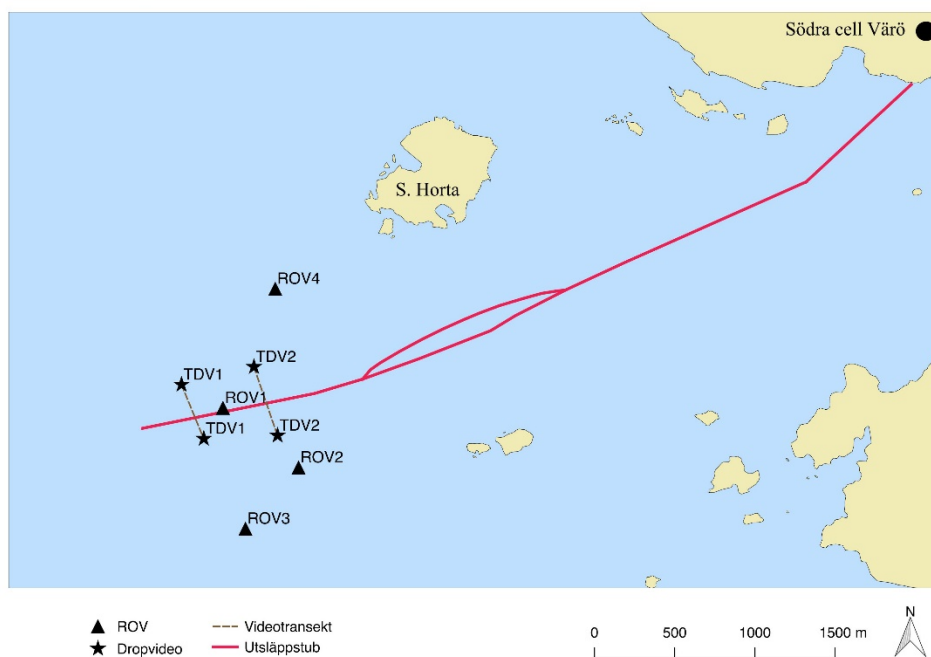 Södra cell Värö
S. Horta
ROV4
TDV2
TDV1
ROV1
TDV1
TDV2
ROV2
ROV3
ROV
Dropvideo
Videotransekt
Utsläppstub
0 500 1000 1500 m
N